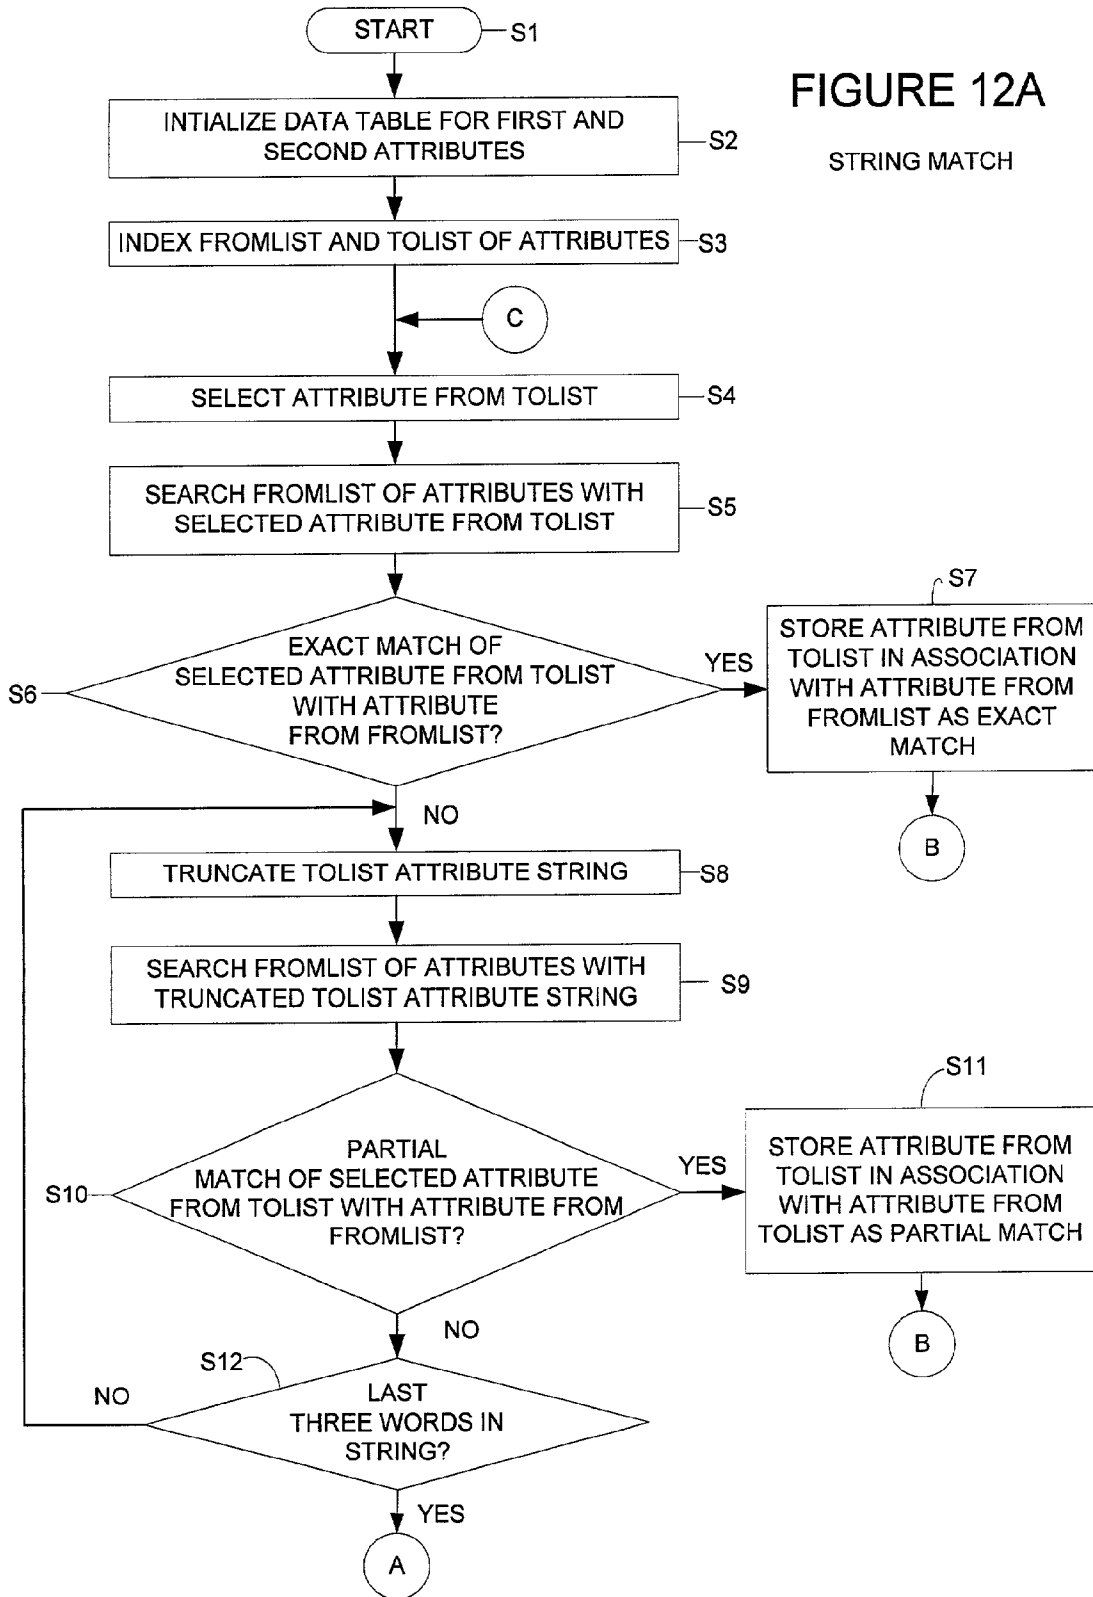 START
S1
FIGURE 12A
STRING MATCH
INTIALIZE DATA TABLE FOR FIRST AND
SECOND ATTRIBUTES
S2
INDEX FROMLIST AND TOLIST OF ATTRIBUTES
S3
C
SELECT ATTRIBUTE FROM TOLIST
S4
SEARCH FROMLIST OF ATTRIBUTES WITH
SELECTED ATTRIBUTE FROM TOLIST
S5
EXACT MATCH OF
SELECTED ATTRIBUTE FROM TOLIST
WITH ATTRIBUTE
FROM FROMLIST?
S6
YES
S7
STORE ATTRIBUTE FROM
TOLIST IN ASSOCIATION
WITH ATTRIBUTE FROM
FROMLIST AS EXACT
MATCH
B
NO
TRUNCATE TOLIST ATTRIBUTE STRING
S8
SEARCH FROMLIST OF ATTRIBUTES WITH
TRUNCATED TOLIST ATTRIBUTE STRING
S9
PARTIAL
MATCH OF SELECTED ATTRIBUTE
FROM TOLIST WITH ATTRIBUTE FROM
FROMLIST?
S10
YES
S11
STORE ATTRIBUTE FROM
TOLIST IN ASSOCIATION
WITH ATTRIBUTE FROM
TOLIST AS PARTIAL MATCH
B
NO
S12
NO
LAST
THREE WORDS IN
STRING?
YES
A